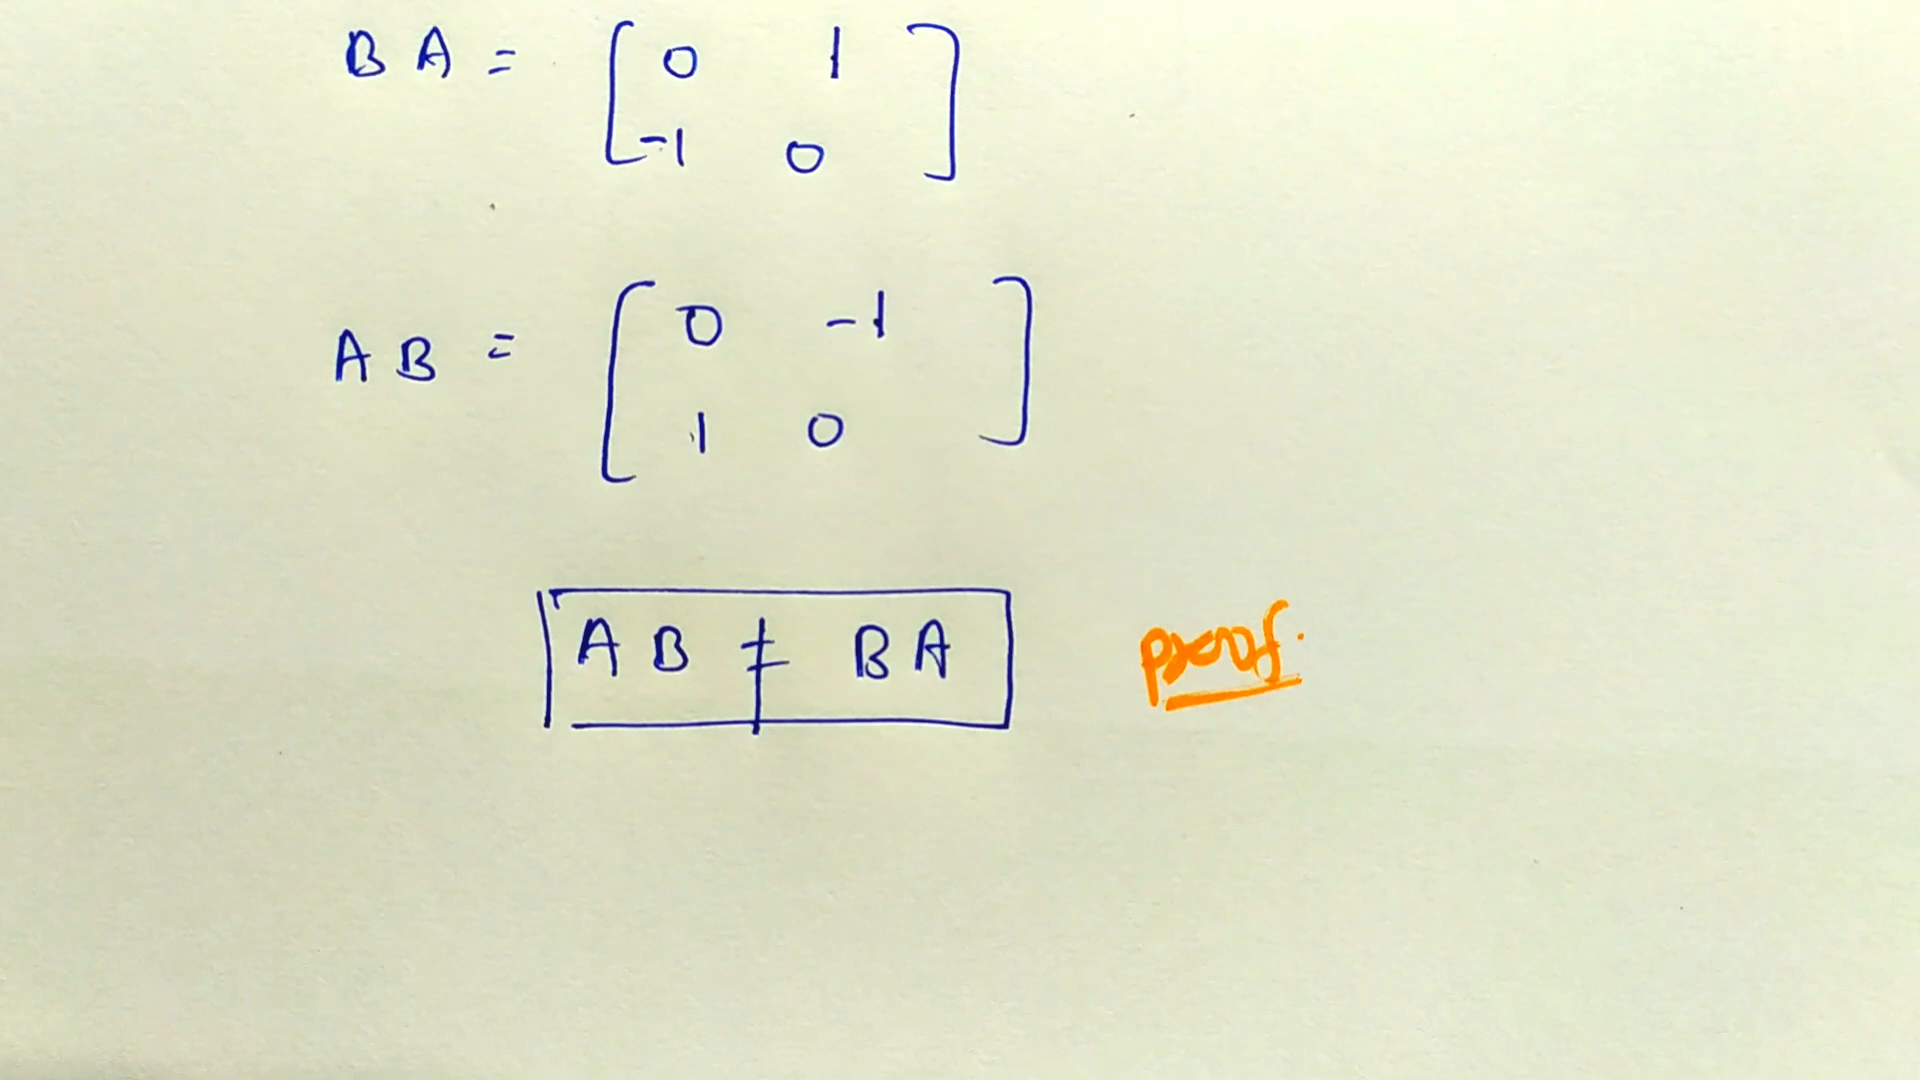 BA = [ 0 1
-1 0 ]
AB = [ 0 -1
1 0 ]
AB ≠ BA proof.